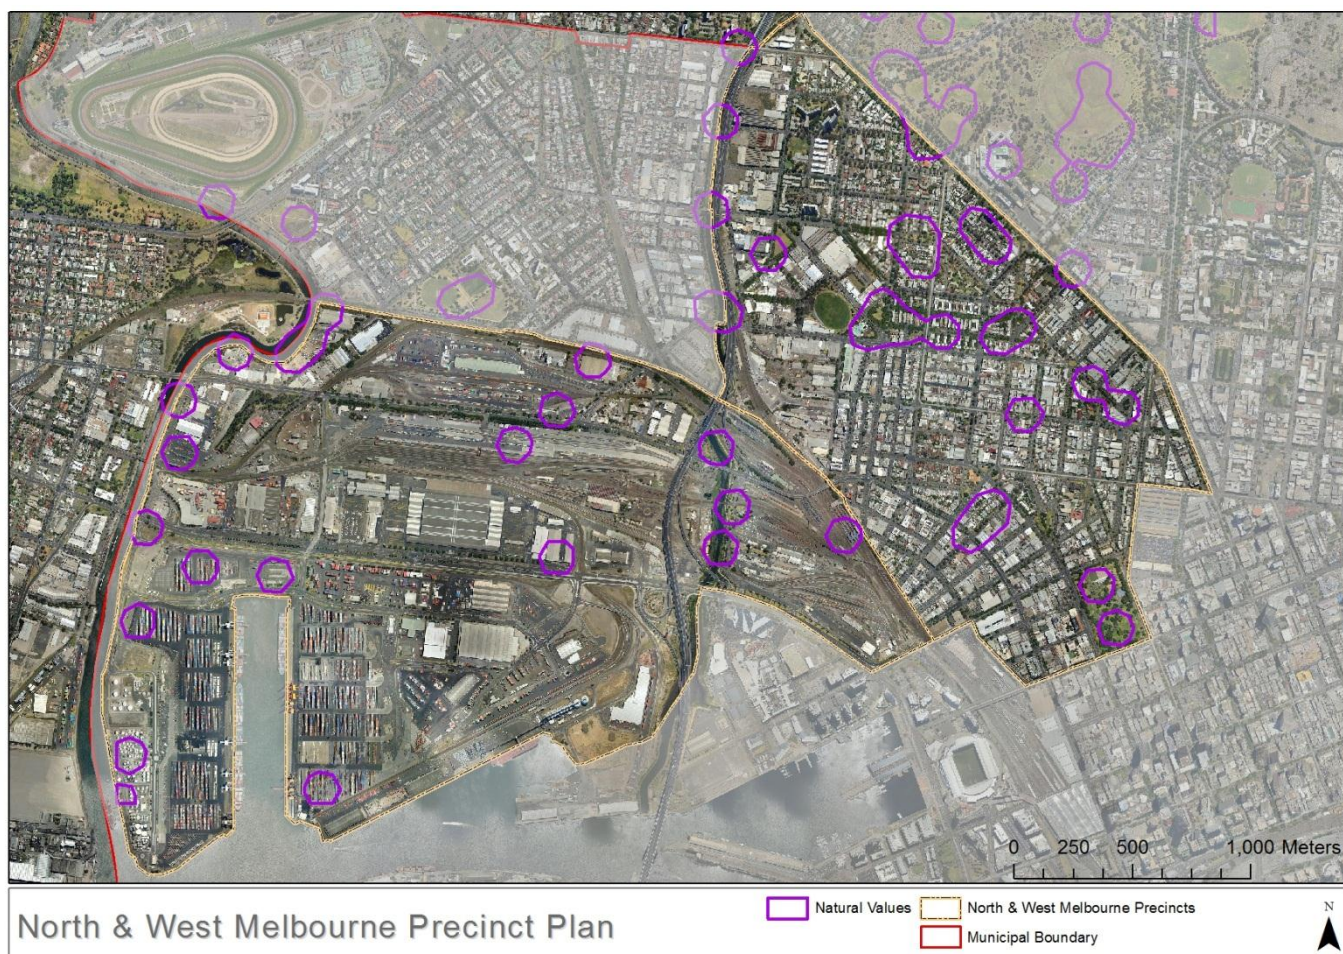 0 250 500 1,000 Meters
North & West Melbourne Precinct Plan
Natural Values
North & West Melbourne Precincts
Municipal Boundary
N